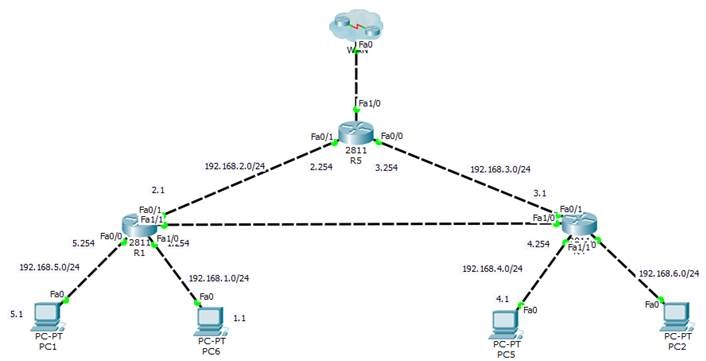 Fa0
Fa1/0
Fa0/1
Fa0/0
2811
R5
192.168.2.0/24
2.254
3.254
192.168.3.0/24
2.1
3.1
Fa0/1
Fa0/1
Fa1/1
Fa1/0
5.254
Fa0/0
2811
R1
Fa1/0
4.254
Fa1/1
192.168.5.0/24
192.168.1.0/24
192.168.4.0/24
192.168.6.0/24
Fa0
Fa0
4.1
Fa0
Fa0
5.1
1.1
PC-PT
PC1
PC-PT
PC6
PC-PT
PC5
PC-PT
PC2